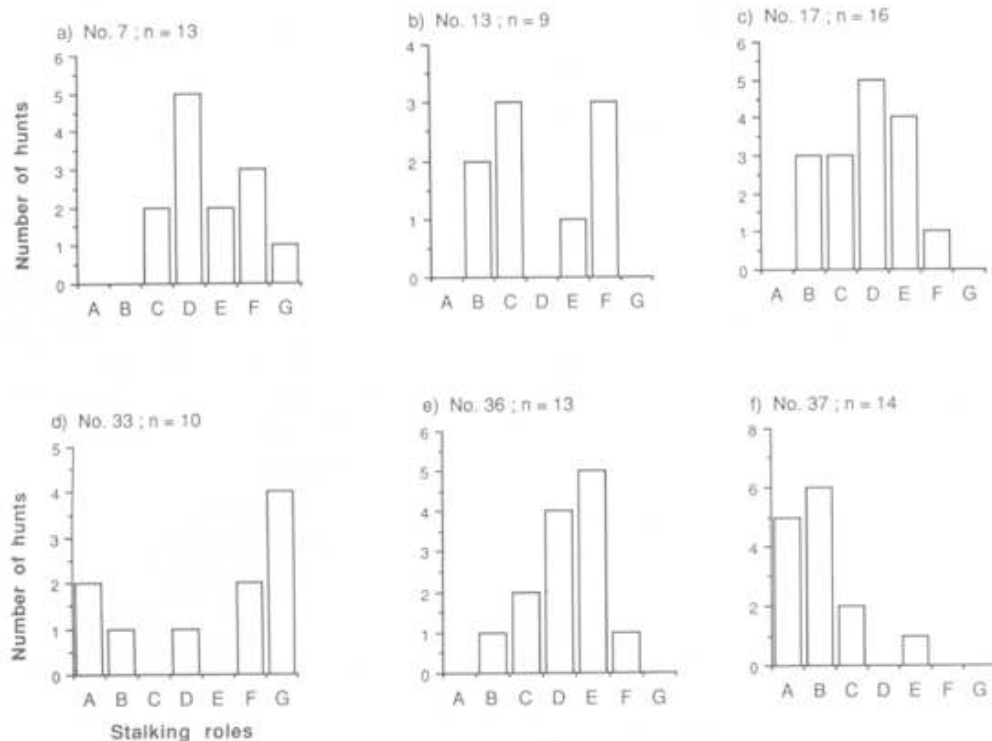 a) No. 7 ; n = 13
b) No. 13 ; n = 9
c) No. 17 ; n = 16
Number of hunts
6
5
4
3
2
1
0
A B C D E F G
4
3
2
1
0
A B C D E F G
6
5
4
3
2
1
0
A B C D E F G
d) No. 33 ; n = 10
e) No. 36 ; n = 13
f) No. 37 ; n = 14
Number of hunts
5
4
3
2
1
0
A B C D E F G
Stalking roles
6
5
4
3
2
1
0
A B C D E F G
8
6
4
2
0
A B C D E F G